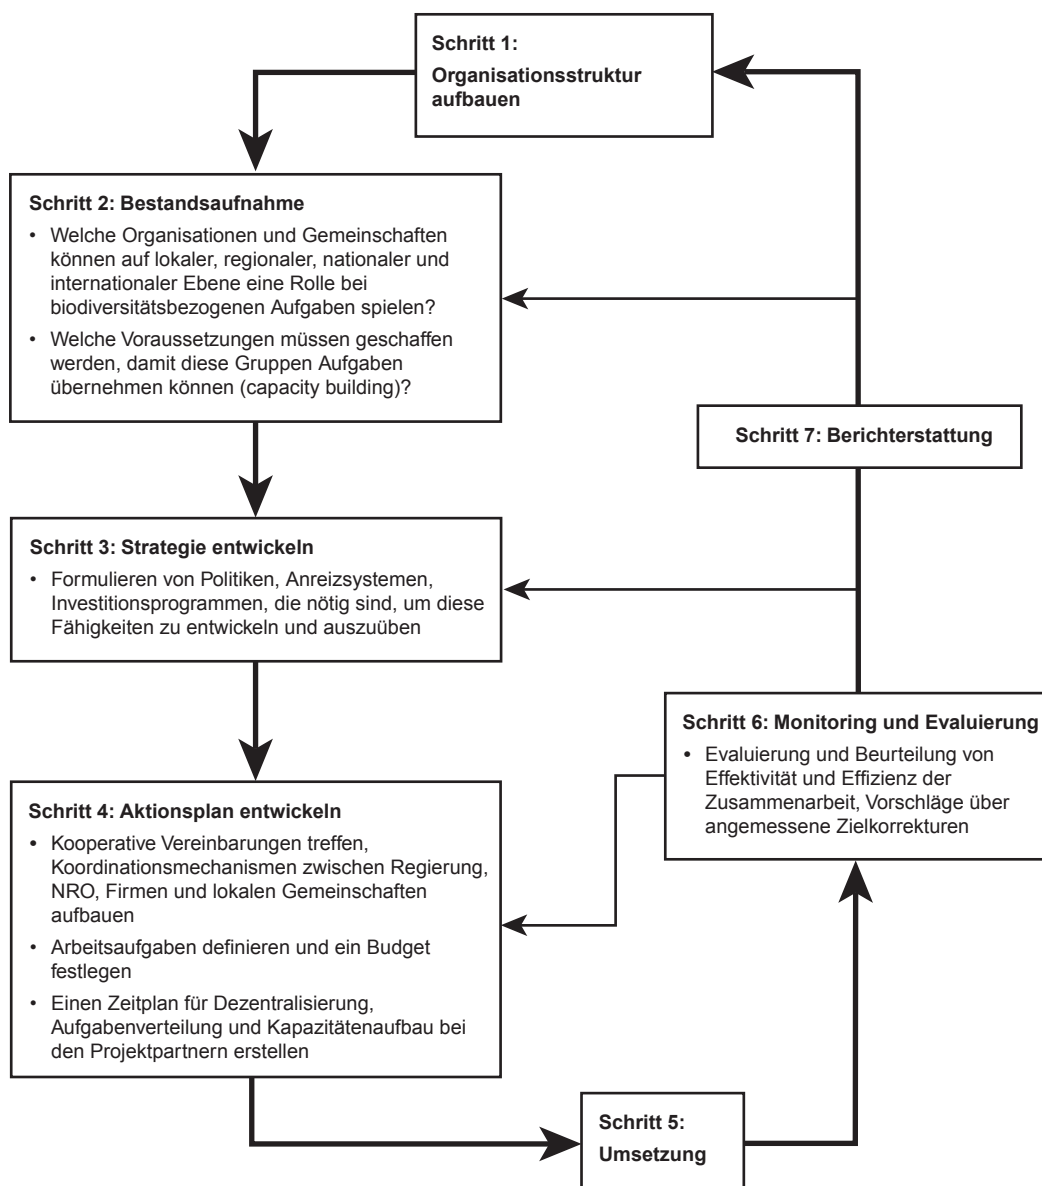 Schritt 1:
Organisationsstruktur
aufbauen
Schritt 2: Bestandsaufnahme
• Welche Organisationen und Gemeinschaften
können auf lokaler, regionaler, nationaler und
internationaler Ebene eine Rolle bei
biodiversitätsbezogenen Aufgaben spielen?
• Welche Voraussetzungen müssen geschaffen
werden, damit diese Gruppen Aufgaben
übernehmen können (capacity building)?
Schritt 3: Strategie entwickeln
• Formulieren von Politiken, Anreizsystemen,
Investitionsprogrammen, die nötig sind, um diese
Fähigkeiten zu entwickeln und auszuüben
Schritt 4: Aktionsplan entwickeln
• Kooperative Vereinbarungen treffen,
Koordinationsmechanismen zwischen Regierung,
NRO, Firmen und lokalen Gemeinschaften
aufbauen
• Arbeitsaufgaben definieren und ein Budget
festlegen
• Einen Zeitplan für Dezentralisierung,
Aufgabenverteilung und Kapazitätenaufbau bei
den Projektpartnern erstellen
Schritt 5:
Umsetzung
Schritt 6: Monitoring und Evaluierung
• Evaluierung und Beurteilung von
Effektivität und Effizienz der
Zusammenarbeit, Vorschläge über
angemessene Zielkorrekturen
Schritt 7: Berichterstattung